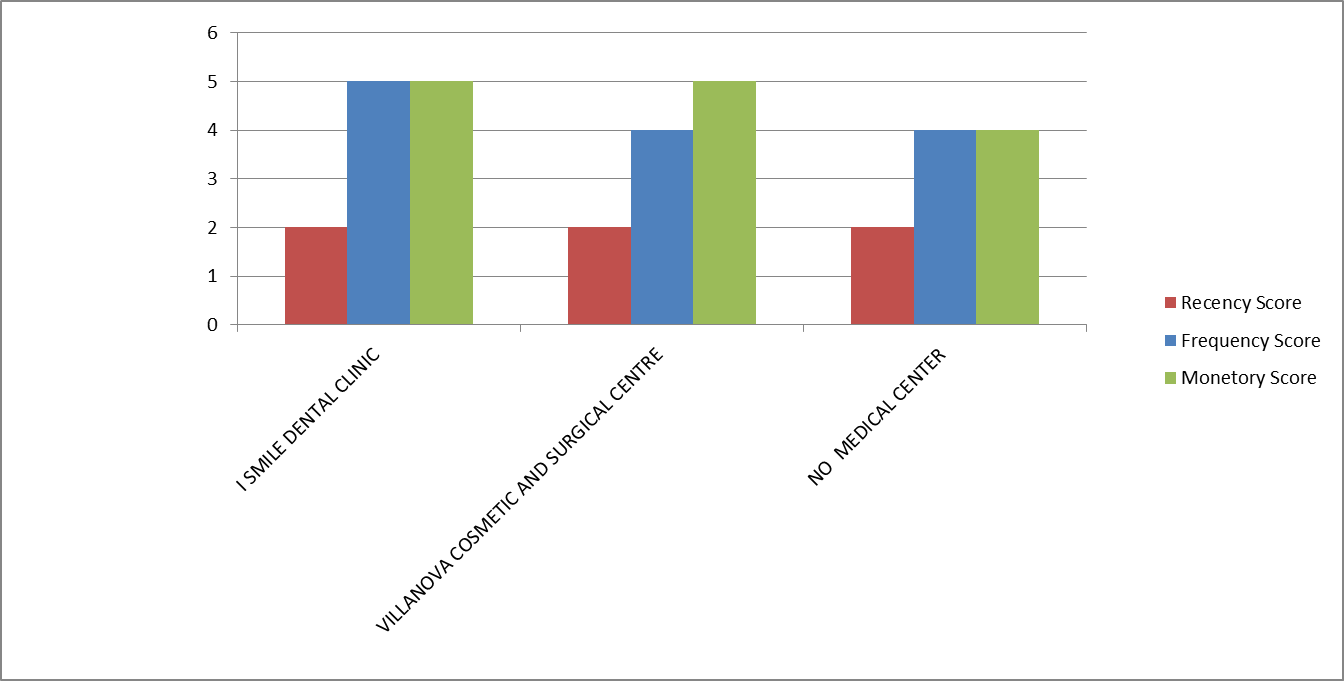 6
5
4
3
2
1
0
I SMILE DENTAL CLINIC
VILLANOVA COSMETIC AND SURGICAL CENTRE
NO  MEDICAL CENTER
Recency Score
Frequency Score
Monetory Score